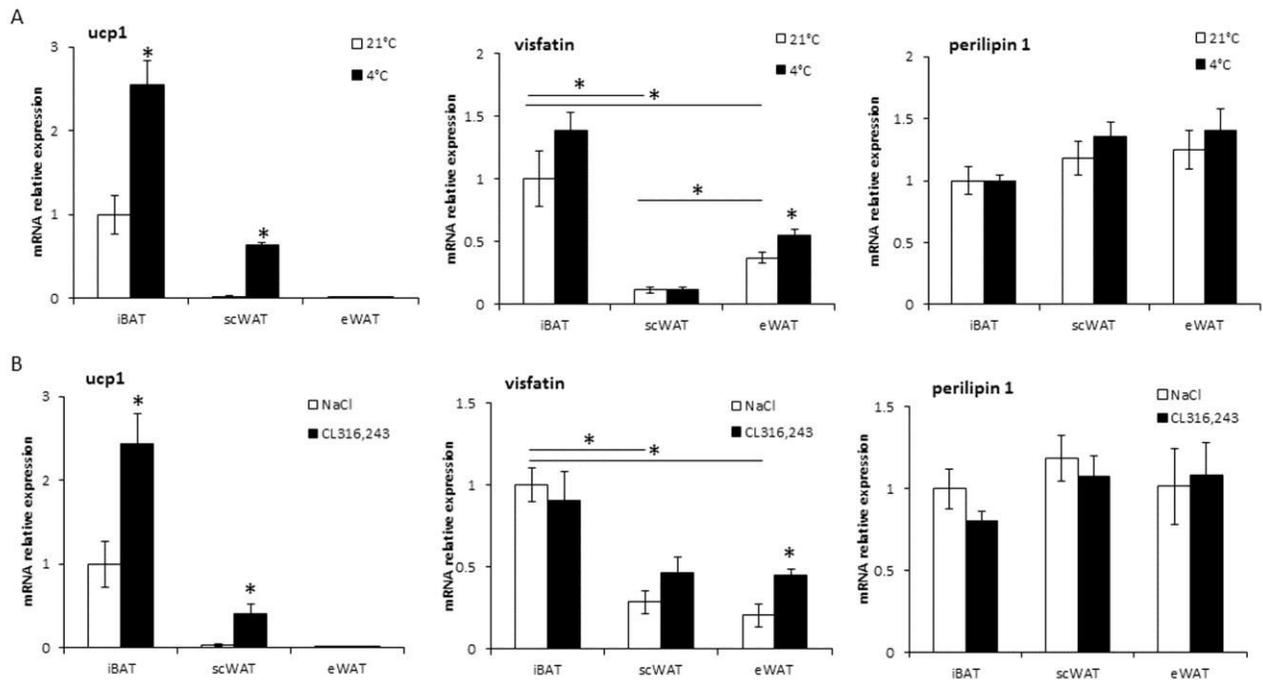 A
ucp1
21°C
4°C
mRNA relative expression
3
*
2
1
*
0
iBAT scWAT eWAT
visfatin
21°C
4°C
mRNA relative expression
2
*
*
1.5
1
*
*
0.5
0
iBAT scWAT eWAT
perilipin 1
21°C
4°C
mRNA relative expression
2
1.5
1
0.5
0
iBAT scWAT eWAT
B
ucp1
NaCl
CL316,243
mRNA relative expression
3
*
2
1
*
0
iBAT scWAT eWAT
visfatin
NaCl
CL316,243
mRNA relative expression
1.5
*
*
1
*
0.5
0
iBAT scWAT eWAT
perilipin 1
NaCl
CL316,243
mRNA relative expression
1.5
1
0.5
0
iBAT scWAT eWAT